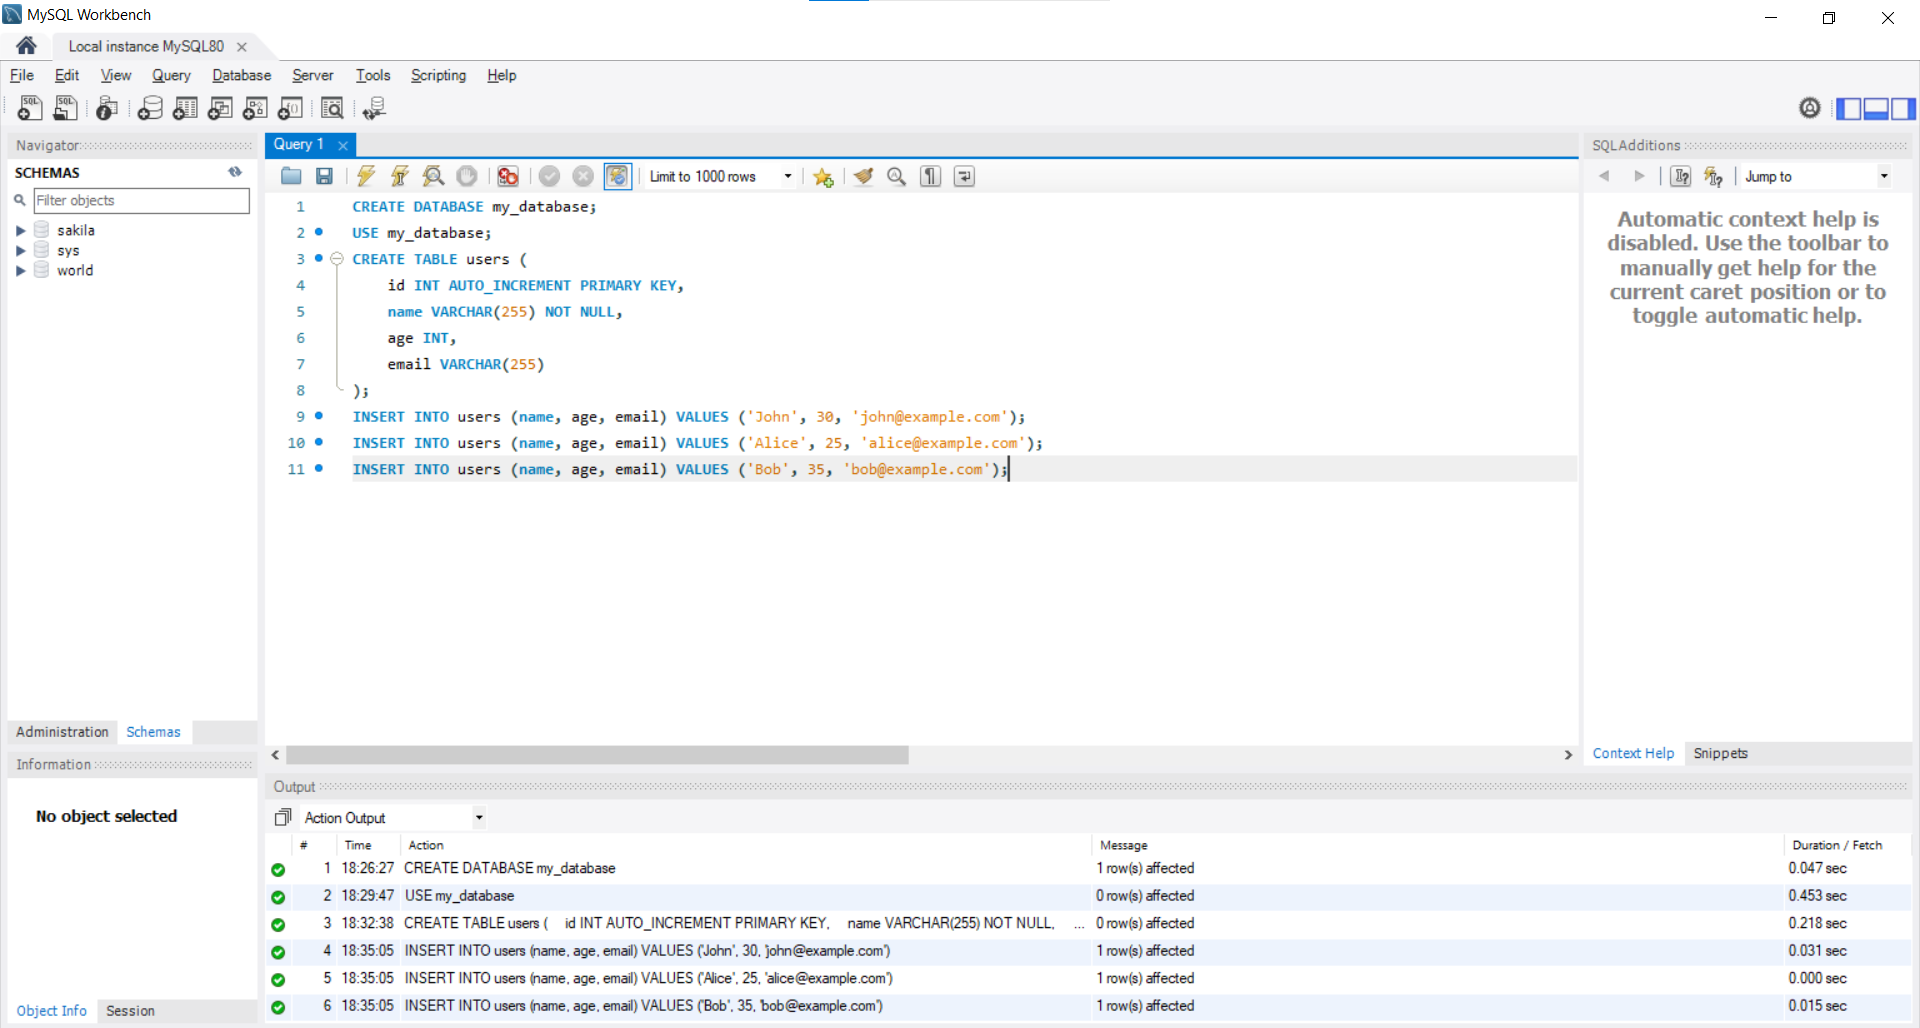 MySQL Workbench
Local instance MySQL80
File Edit View Query Database Server Tools Scripting Help
Navigator
SCHEMAS
Filter objects
sakila
sys
world
Administration Schemas
Information
No object selected
Object Info Session
Query 1
Limit to 1000 rows
1 CREATE DATABASE my_database;
2 USE my_database;
3 CREATE TABLE users (
4 id INT AUTO_INCREMENT PRIMARY KEY,
5 name VARCHAR(255) NOT NULL,
6 age INT,
7 email VARCHAR(255)
8 );
9 INSERT INTO users (name, age, email) VALUES ('John', 30, 'john@example.com');
10 INSERT INTO users (name, age, email) VALUES ('Alice', 25, 'alice@example.com');
11 INSERT INTO users (name, age, email) VALUES ('Bob', 35, 'bob@example.com');
SQLAdditions
Jump to
Automatic context help is
disabled. Use the toolbar to
manually get help for the
current caret position or to
toggle automatic help.
Context Help Snippets
Output
Action Output
# Time Action Message Duration / Fetch
1 18:26:27 CREATE DATABASE my_database 1 row(s) affected 0.047 sec
2 18:29:47 USE my_database 0 row(s) affected 0.453 sec
3 18:32:38 CREATE TABLE users ( id INT AUTO_INCREMENT PRIMARY KEY, name VARCHAR(255) NOT NULL, ... 0 row(s) affected 0.218 sec
4 18:35:05 INSERT INTO users (name, age, email) VALUES ('John', 30, 'john@example.com') 1 row(s) affected 0.031 sec
5 18:35:05 INSERT INTO users (name, age, email) VALUES ('Alice', 25, 'alice@example.com') 1 row(s) affected 0.000 sec
6 18:35:05 INSERT INTO users (name, age, email) VALUES ('Bob', 35, 'bob@example.com') 1 row(s) affected 0.015 sec